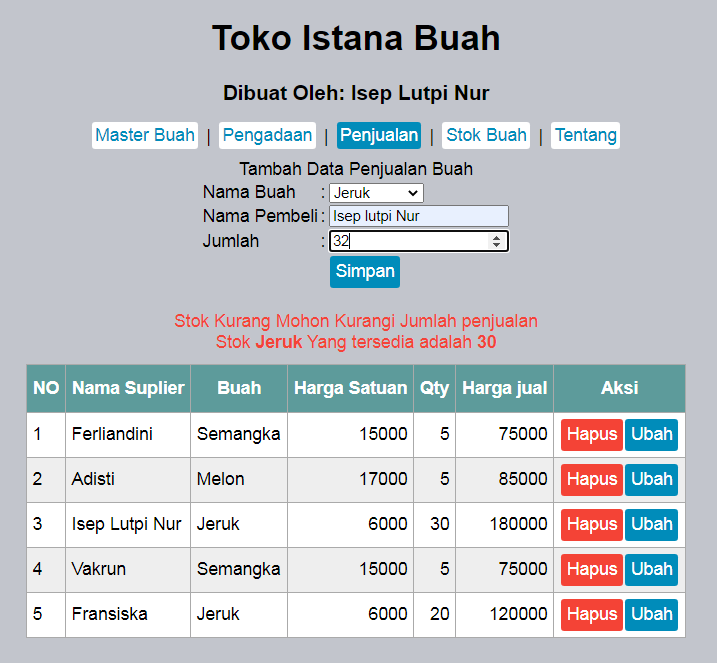 Toko Istana Buah
Dibuat Oleh: Isep Lutpi Nur
Master Buah | Pengadaan | Penjualan | Stok Buah | Tentang
Tambah Data Penjualan Buah
Nama Buah : Jeruk
Nama Pembeli : Isep lutpi Nur
Jumlah : 32
Simpan
Stok Kurang Mohon Kurangi Jumlah penjualan
Stok Jeruk Yang tersedia adalah 30
NO Nama Suplier Buah Harga Satuan Qty Harga jual Aksi
1 Ferliandini Semangka 15000 5 75000 Hapus Ubah
2 Adisti Melon 17000 5 85000 Hapus Ubah
3 Isep Lutpi Nur Jeruk 6000 30 180000 Hapus Ubah
4 Vakrun Semangka 15000 5 75000 Hapus Ubah
5 Fransiska Jeruk 6000 20 120000 Hapus Ubah